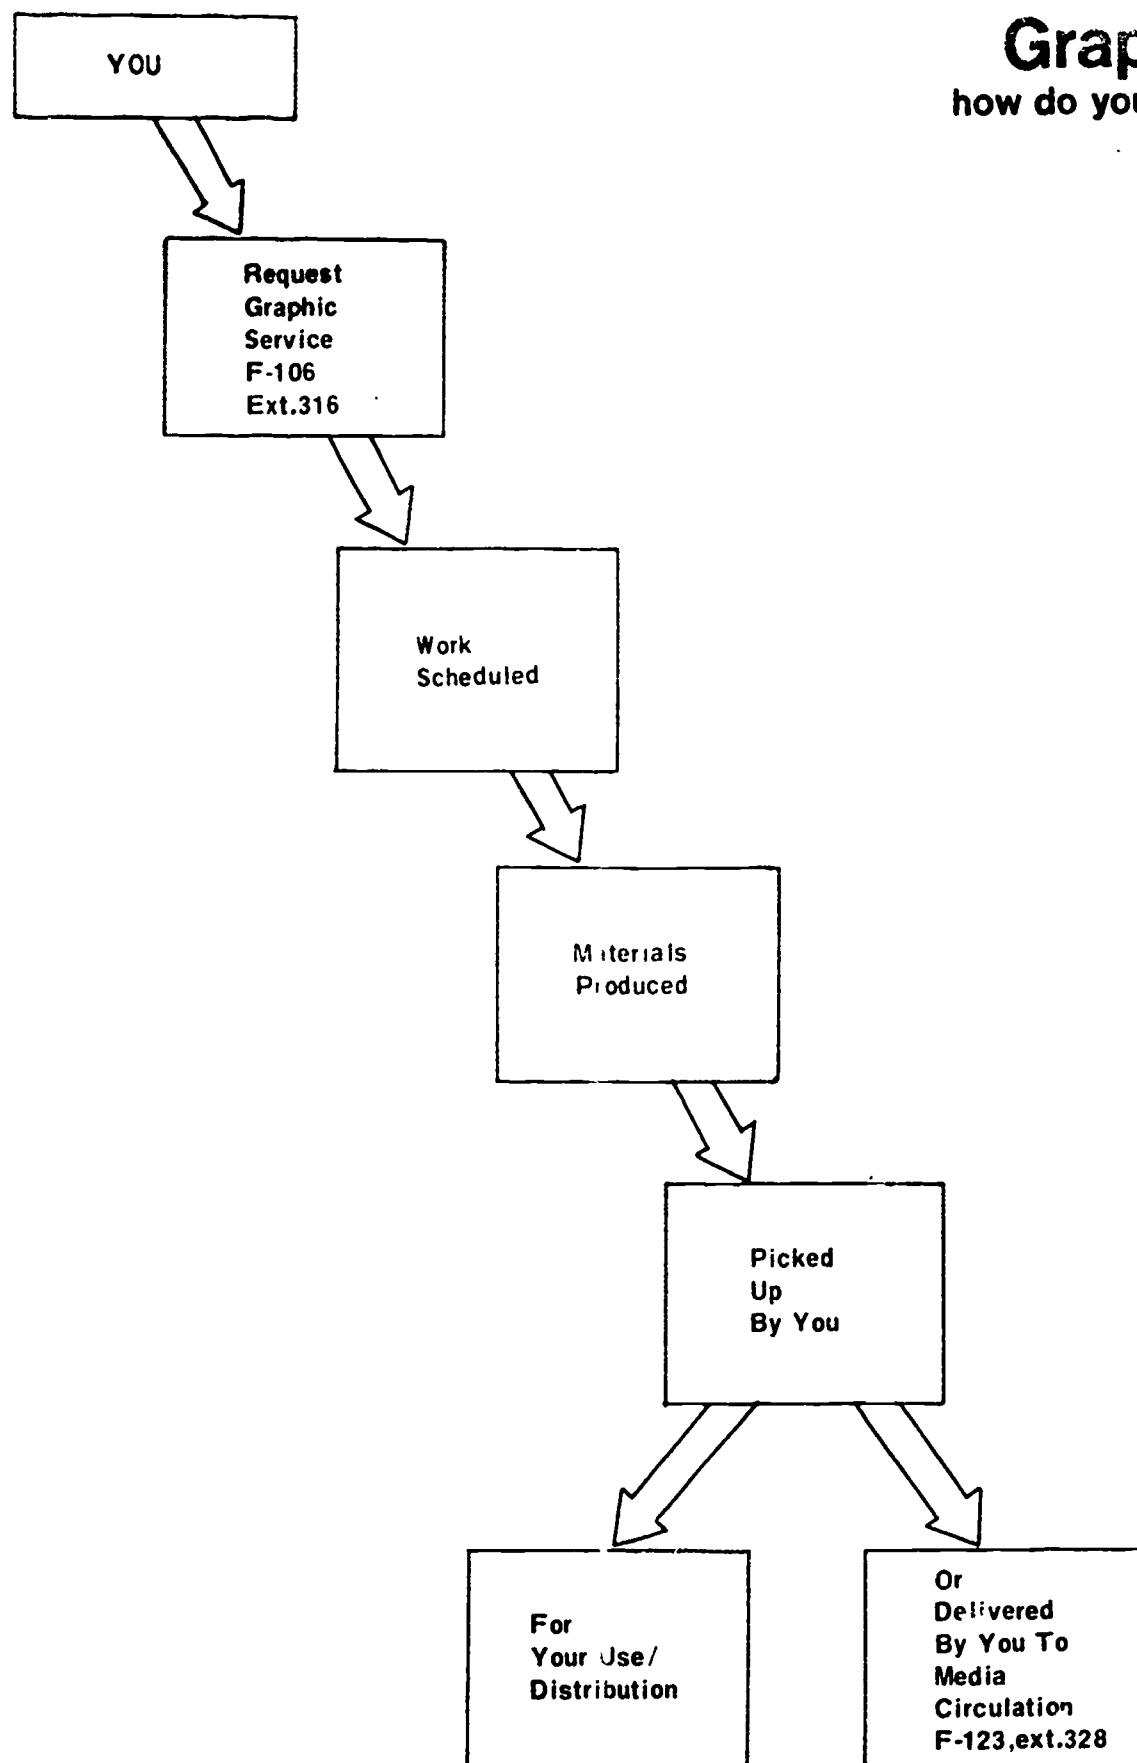 Grap
how do you
YOU
Request
Graphic
Service
F-106
Ext.316
Work
Scheduled
Materials
Produced
Picked
Up
By You
For
Your Use/
Distribution
Or
Delivered
By You To
Media
Circulation
F-123,ext.328